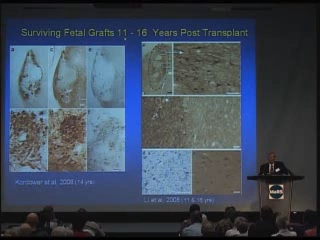 Surviving Fetal Grafts 11 - 16 Years Post Transplant
Kordower et al, 2008 (14 yrs)
Li et al, 2008 (11 & 16 yrs)
MaRS